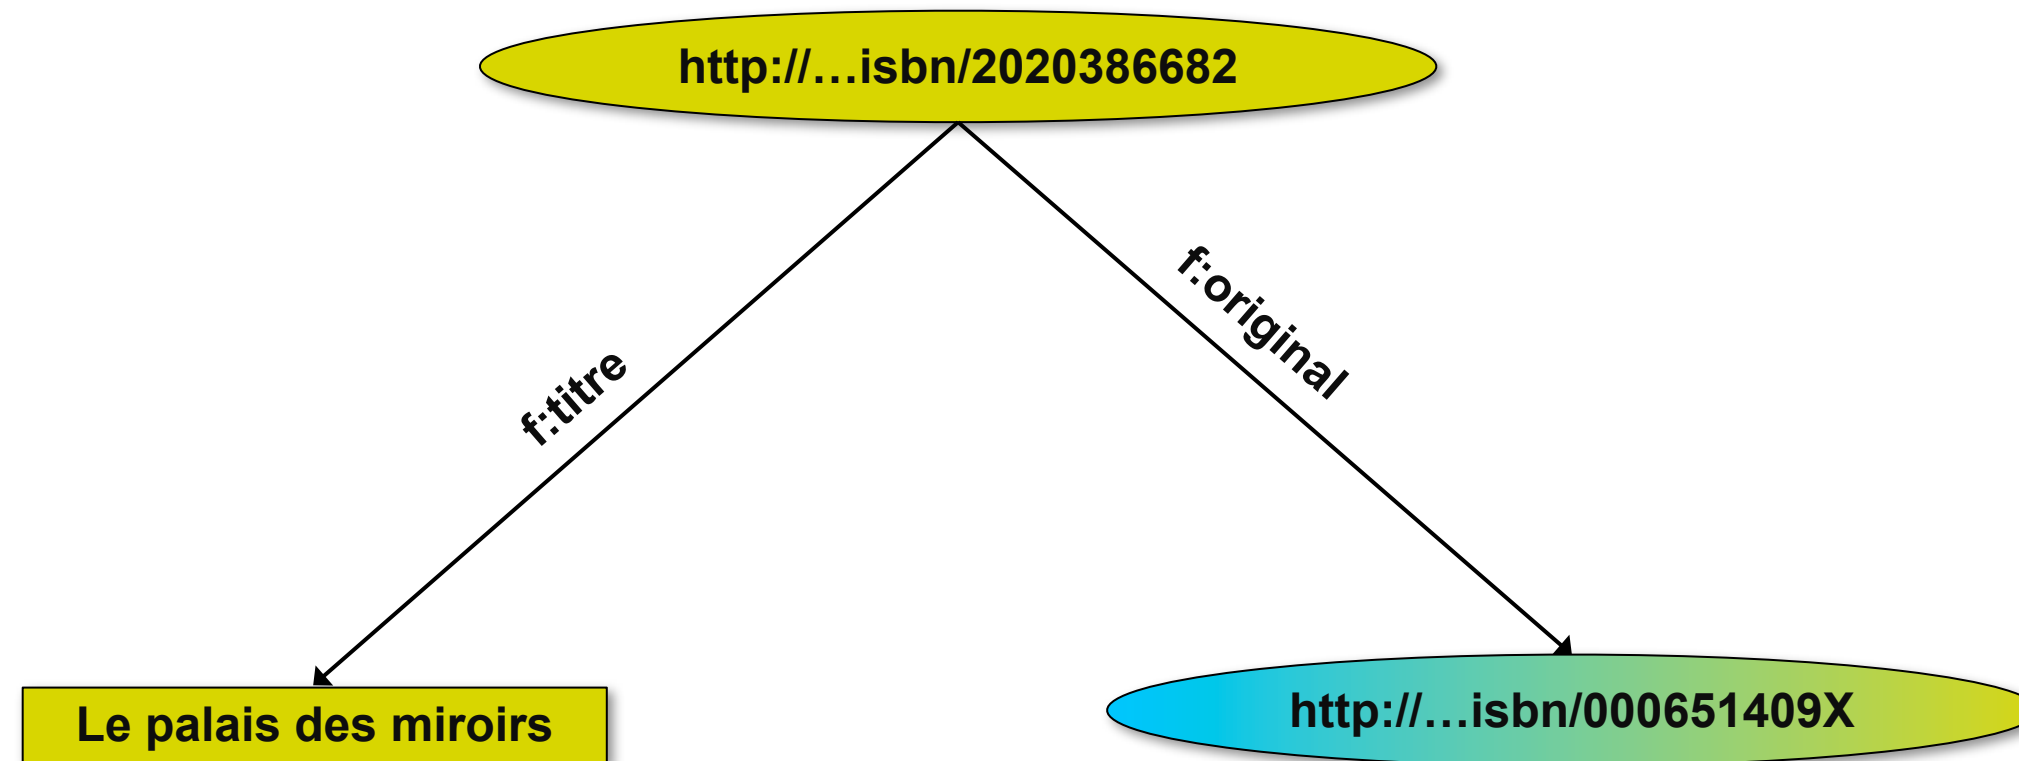 http://…isbn/2020386682
f:original
f:titre
Le palais des miroirs
http://…isbn/000651409X